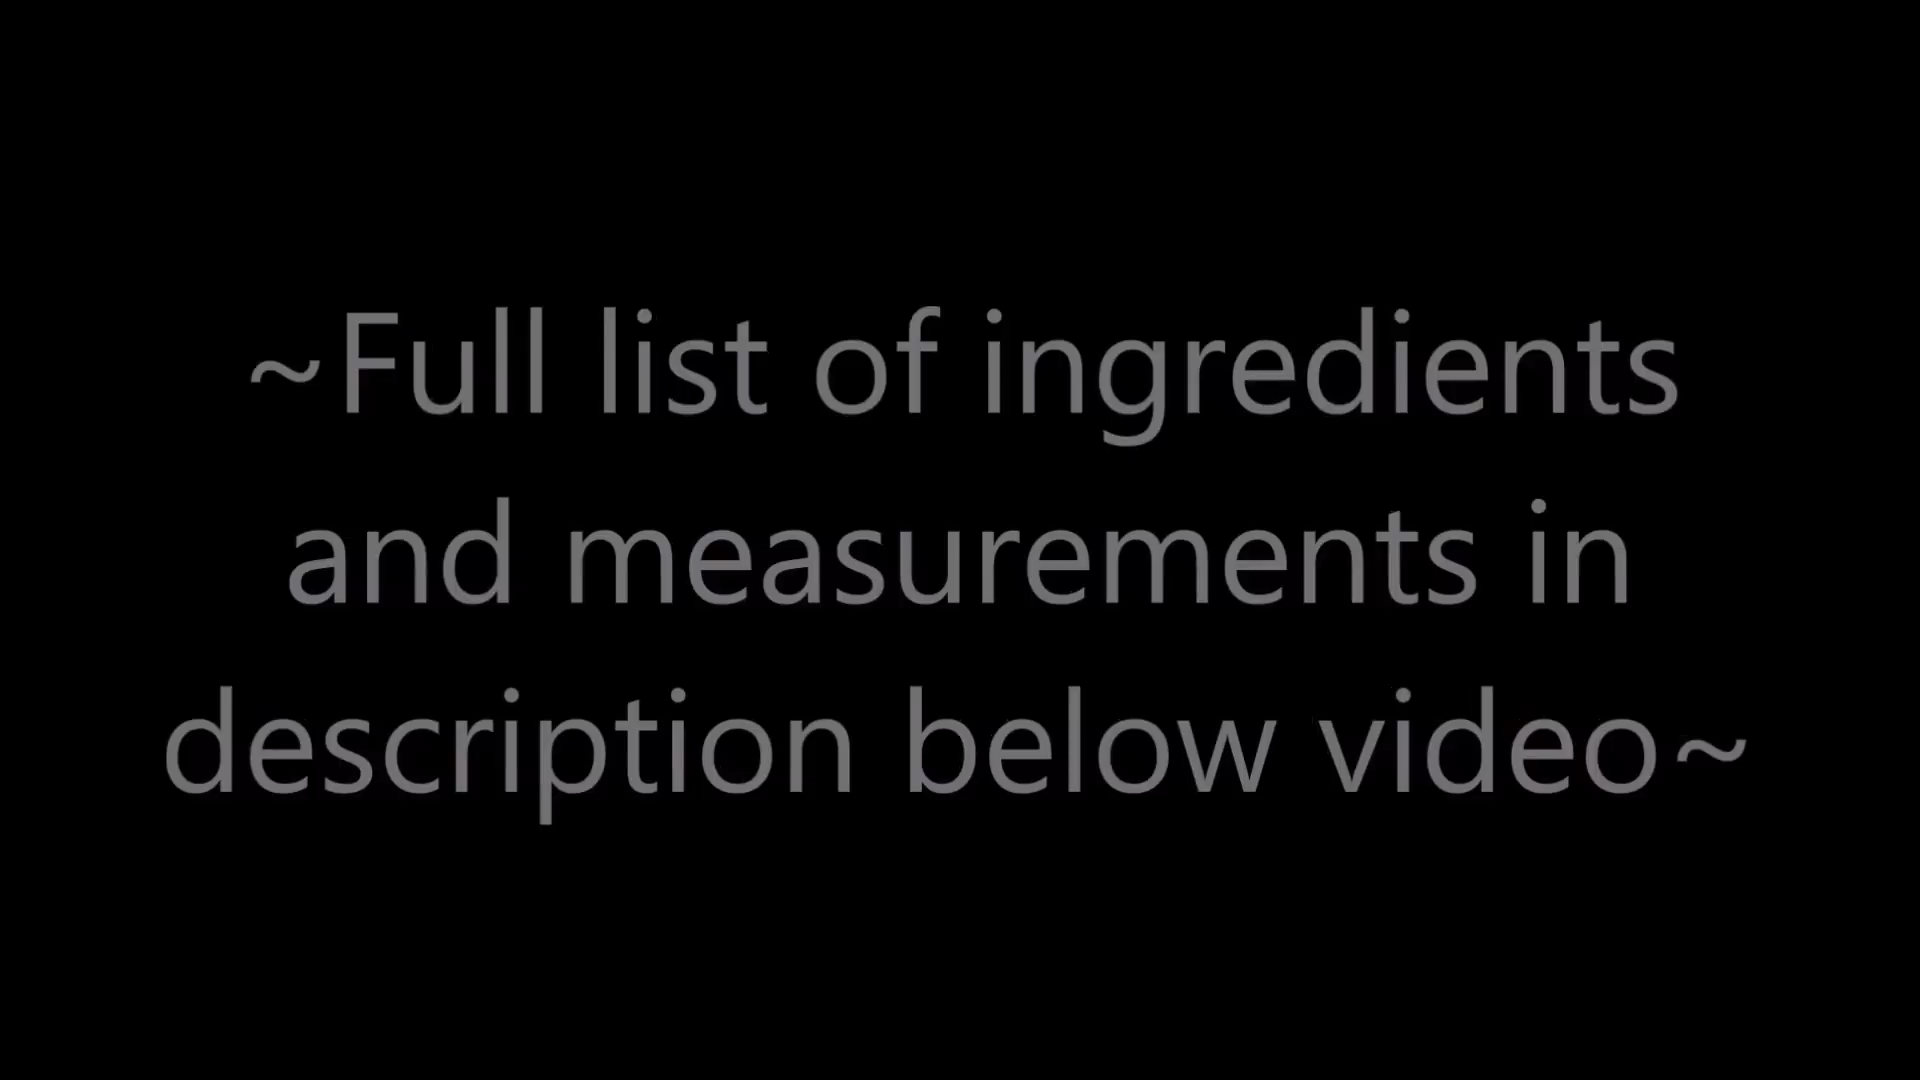 ~Full list of ingredients
and measurements in
description below video~